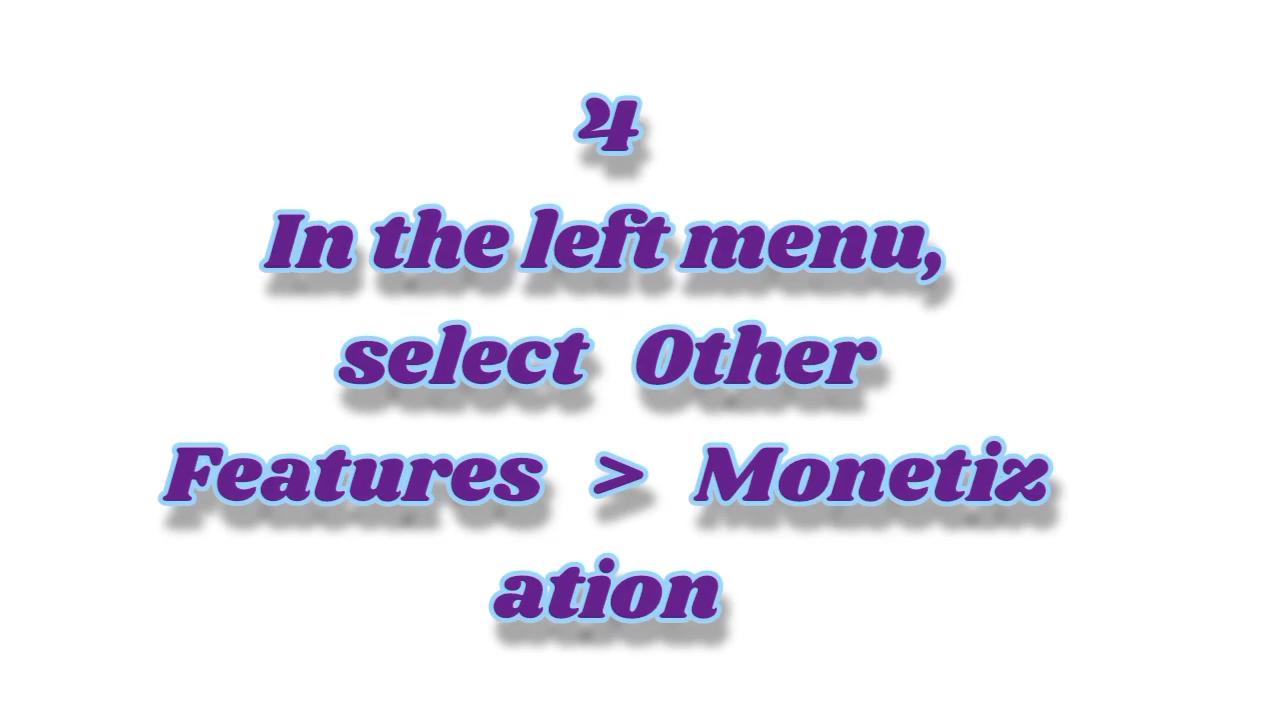 4
In the left menu,
select Other
Features > Monetiz
ation